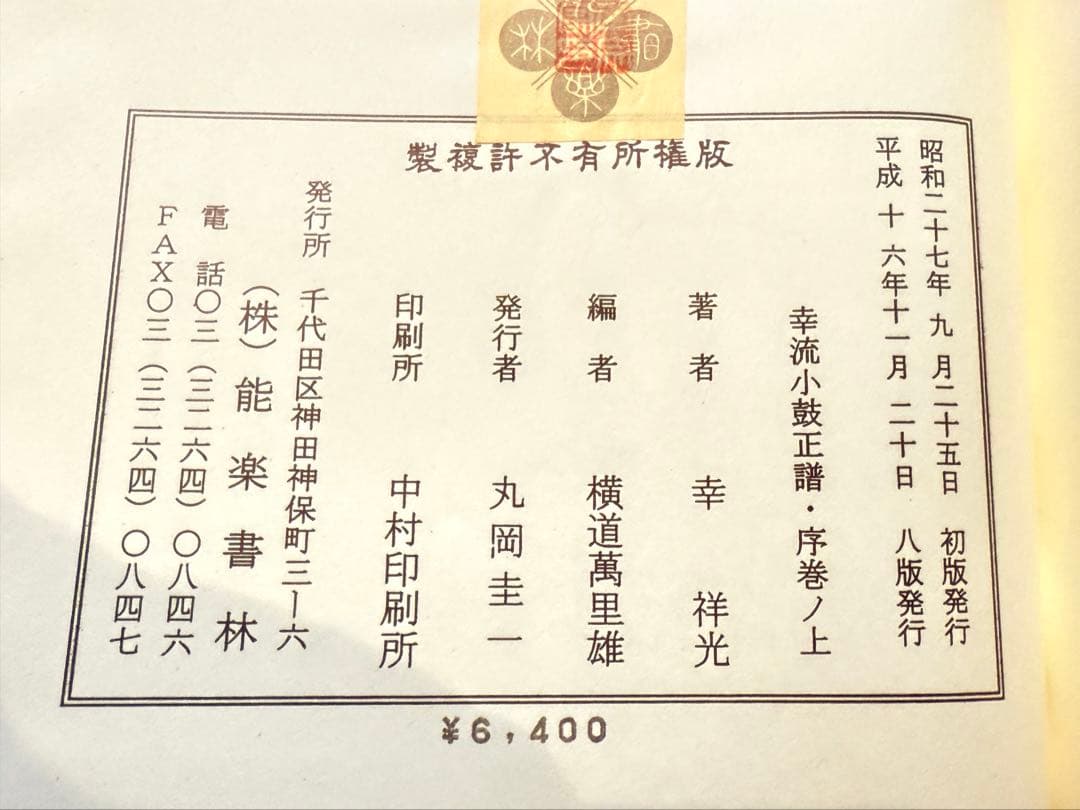 林
書
樂
製複許不有所権版
昭和二十七年 九 月二十五日 初版発行
平成 十 六年十一月 二十日 八版発行
幸流小鼓正譜・序巻ノ上
著者 幸 祥光
編者 横道萬里雄
発行者 丸岡圭一
印刷所 中村印刷所
発行所 千代田区神田神保町三ー六
(株)能楽書林
電話〇三(三二六四)〇八四六
FAX〇三(三二六四)〇八四七
¥6,400